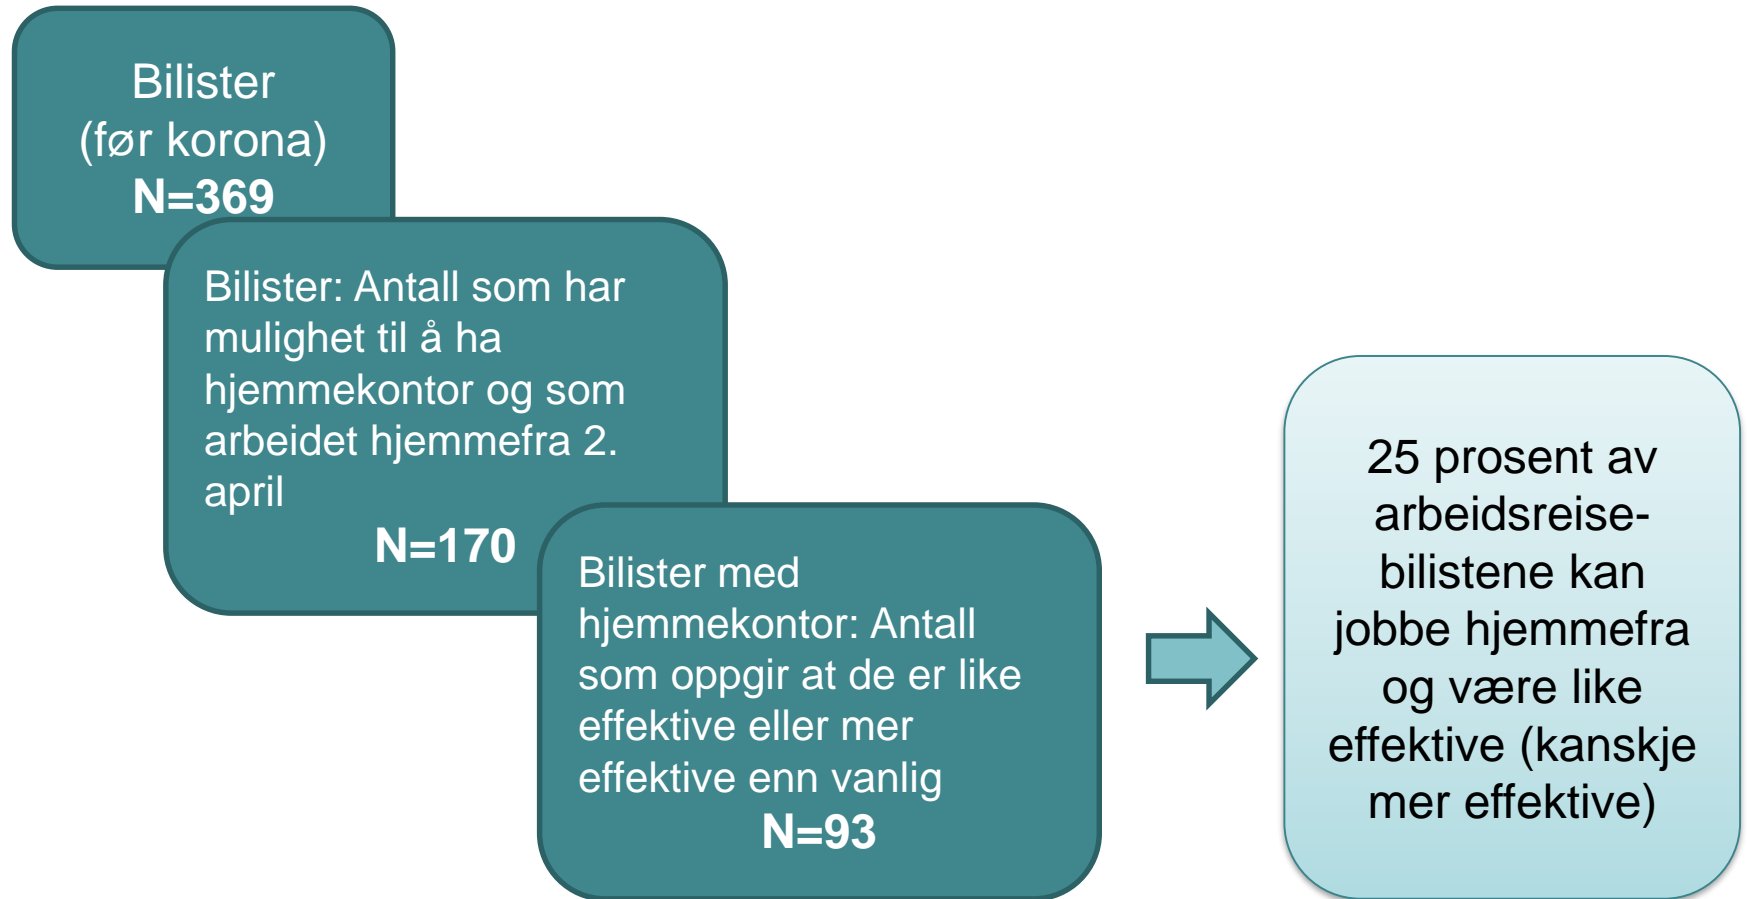 Bilister
(før korona)
N=369
Bilister: Antall som har
mulighet til å ha
hjemmekontor og som
arbeidet hjemmefra 2.
april
N=170
Bilister med
hjemmekontor: Antall
som oppgir at de er like
effektive eller mer
effektive enn vanlig
N=93
25 prosent av
arbeidsreise-
bilistene kan
jobbe hjemmefra
og være like
effektive (kanskje
mer effektive)